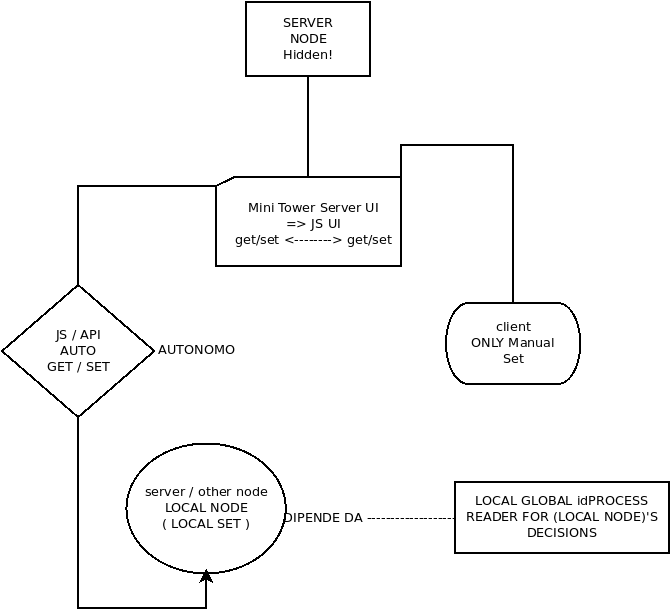 SERVER
NODE
Hidden!
Mini Tower Server UI
=> JS UI
get/set <--------> get/set
client
ONLY Manual
Set
JS / API
AUTO
GET / SET
AUTONOMO
server / other node
LOCAL NODE
( LOCAL SET )
DIPENDE DA -------------------
LOCAL GLOBAL idPROCESS
READER FOR (LOCAL NODE)'S
DECISIONS